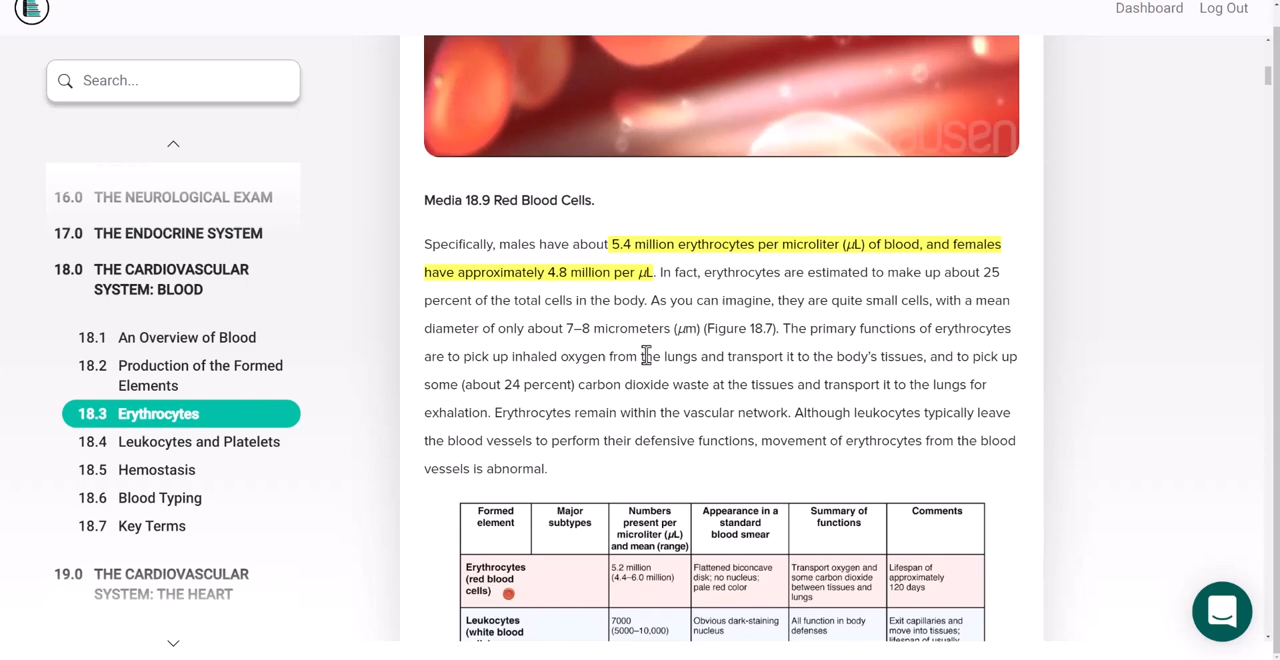 Dashboard Log Out
Search...
ausen
16.0 THE NEUROLOGICAL EXAM
17.0 THE ENDOCRINE SYSTEM
18.0 THE CARDIOVASCULAR
SYSTEM: BLOOD
18.1 An Overview of Blood
18.2 Production of the Formed
Elements
18.3 Erythrocytes
18.4 Leukocytes and Platelets
18.5 Hemostasis
18.6 Blood Typing
18.7 Key Terms
19.0 THE CARDIOVASCULAR
SYSTEM: THE HEART
Media 18.9 Red Blood Cells.
Specifically, males have about 5.4 million erythrocytes per microliter (µL) of blood, and females
have approximately 4.8 million per µL. In fact, erythrocytes are estimated to make up about 25
percent of the total cells in the body. As you can imagine, they are quite small cells, with a mean
diameter of only about 7–8 micrometers (µm) (Figure 18.7). The primary functions of erythrocytes
are to pick up inhaled oxygen from the lungs and transport it to the body's tissues, and to pick up
some (about 24 percent) carbon dioxide waste at the tissues and transport it to the lungs for
exhalation. Erythrocytes remain within the vascular network. Although leukocytes typically leave
the blood vessels to perform their defensive functions, movement of erythrocytes from the blood
vessels is abnormal.
Formed
element
Major
subtypes
Numbers
present per
microliter (µL)
and mean (range)
Appearance in a
standard
blood smear
Summary of
functions
Comments
Erythrocytes
(red blood
cells)
5.2 million
(4.4–6.0 million)
Flattened biconcave
disk; no nucleus;
pale red color
Transport oxygen and
some carbon dioxide
between tissues and
lungs
Lifespan of
approximately
120 days
Leukocytes
(white blood
7000
(5000–10,000)
Obvious dark-staining
nucleus
All function in body
defenses
Exit capillaries and
move into tissues;
lifespan of usually